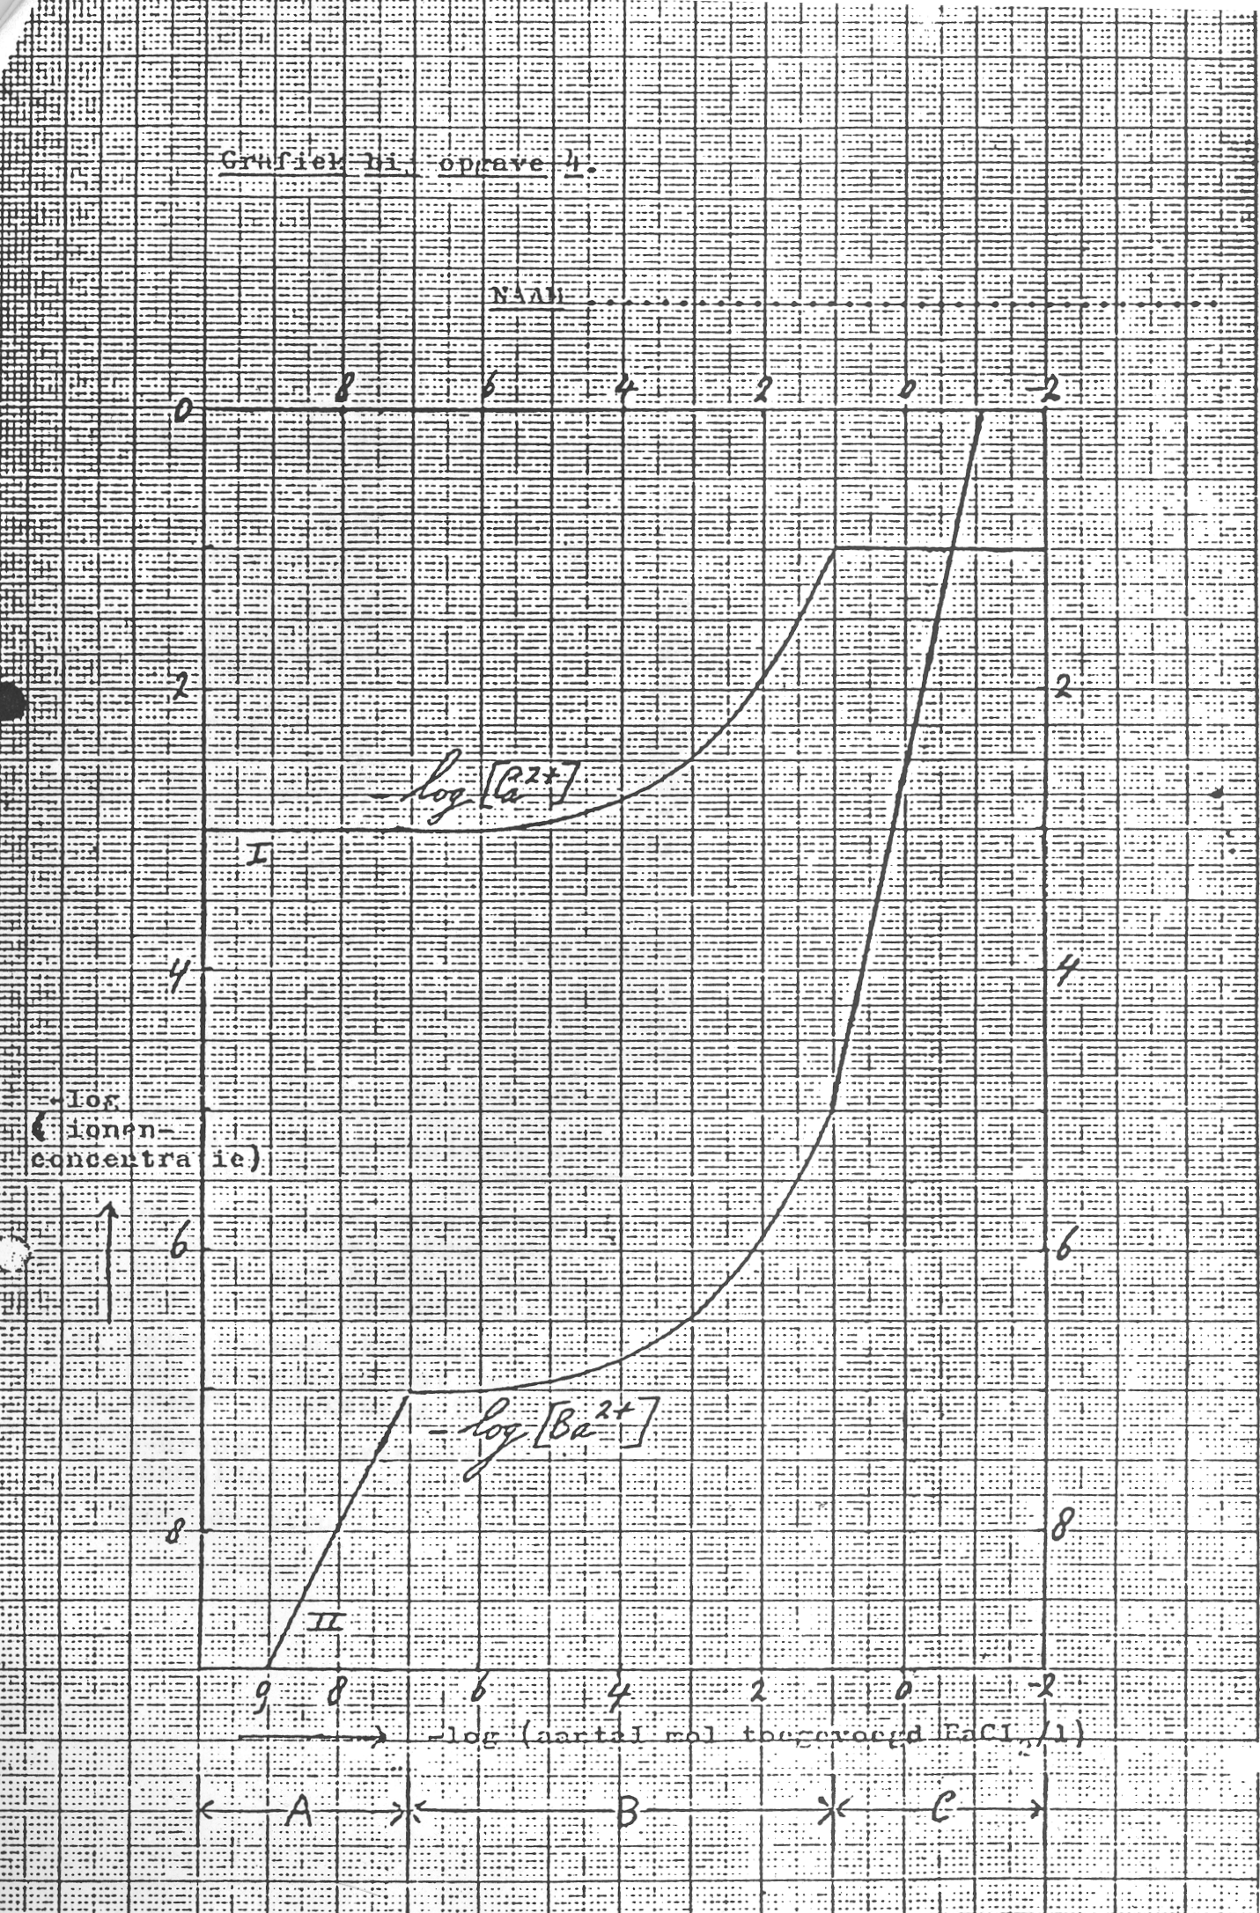 Grafiek bij opgave 4.
NAAM
8 6 4 2 0 -2
0
2 2
-log [Ca2+]
I
4 4
-log
( ionen-
concentratie)
6 6
-log [Ba2+]
8 8
II
9 8 6 4 2 0 -2
-log (aantal mol toegevoegd BaCl2/l)
A B C